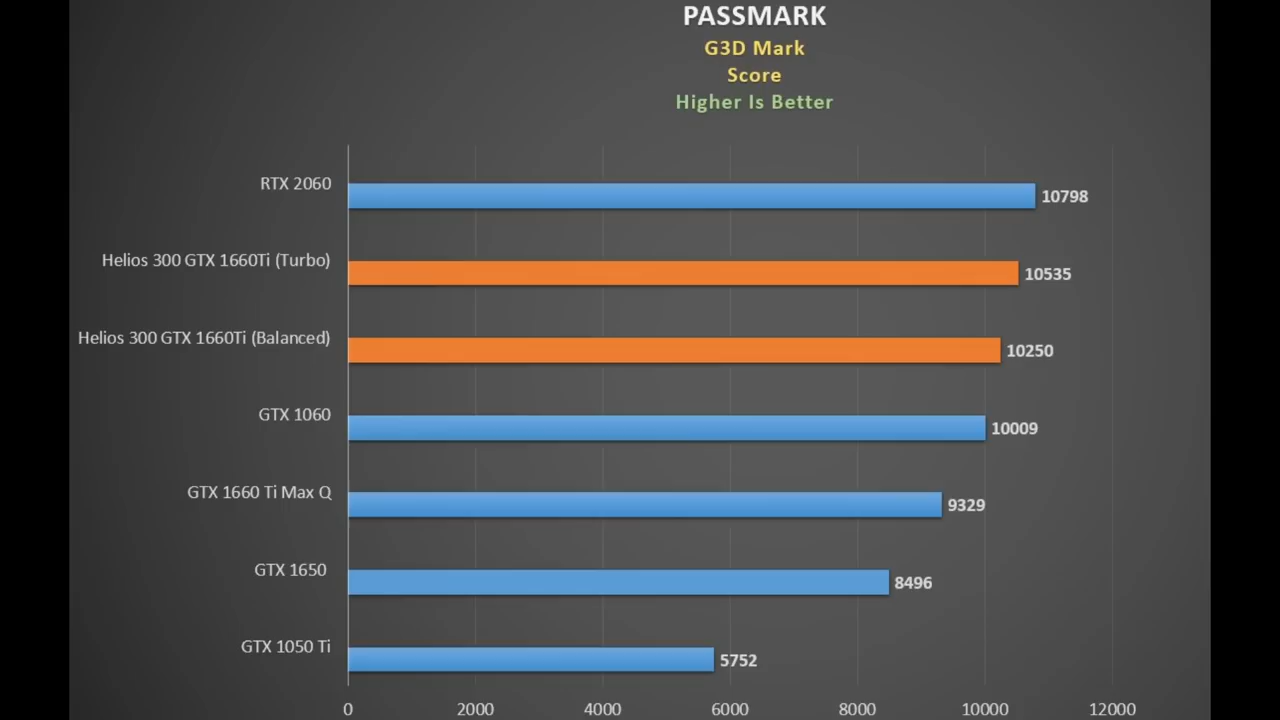 PASSMARK
G3D Mark
Score
Higher Is Better
RTX 2060 10798
Helios 300 GTX 1660Ti (Turbo) 10535
Helios 300 GTX 1660Ti (Balanced) 10250
GTX 1060 10009
GTX 1660 Ti Max Q 9329
GTX 1650 8496
GTX 1050 Ti 5752
0 2000 4000 6000 8000 10000 12000